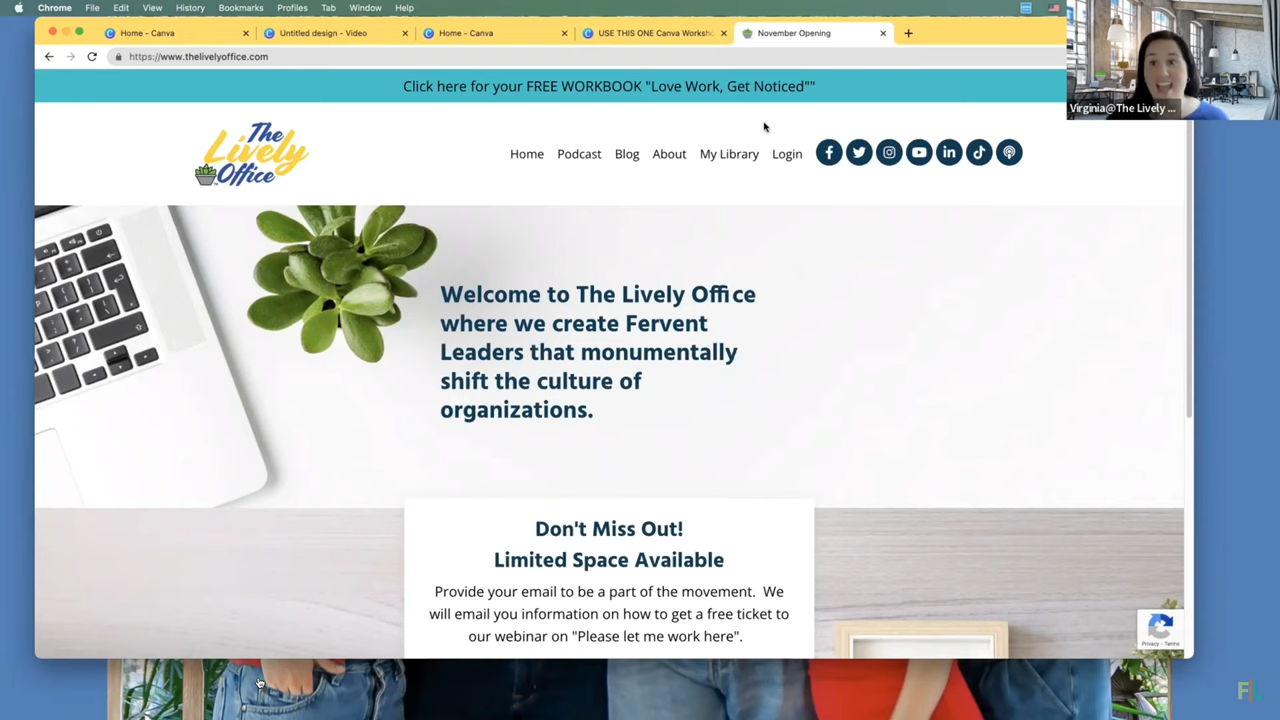 Chrome File Edit View History Bookmarks Profiles Tab Window Help
Home - Canva
Untitled design - Video
Home - Canva
USE THIS ONE Canva Worksho
November Opening
https://www.thelivelyoffice.com
Click here for your FREE WORKBOOK "Love Work, Get Noticed""
Virginia@The Lively ...
The
Lively
Office
Home Podcast Blog About My Library Login
Welcome to The Lively Office
where we create Fervent
Leaders that monumentally
shift the culture of
organizations.
Don't Miss Out!
Limited Space Available
Provide your email to be a part of the movement. We
will email you information on how to get a free ticket to
our webinar on "Please let me work here".
Privacy - Terms